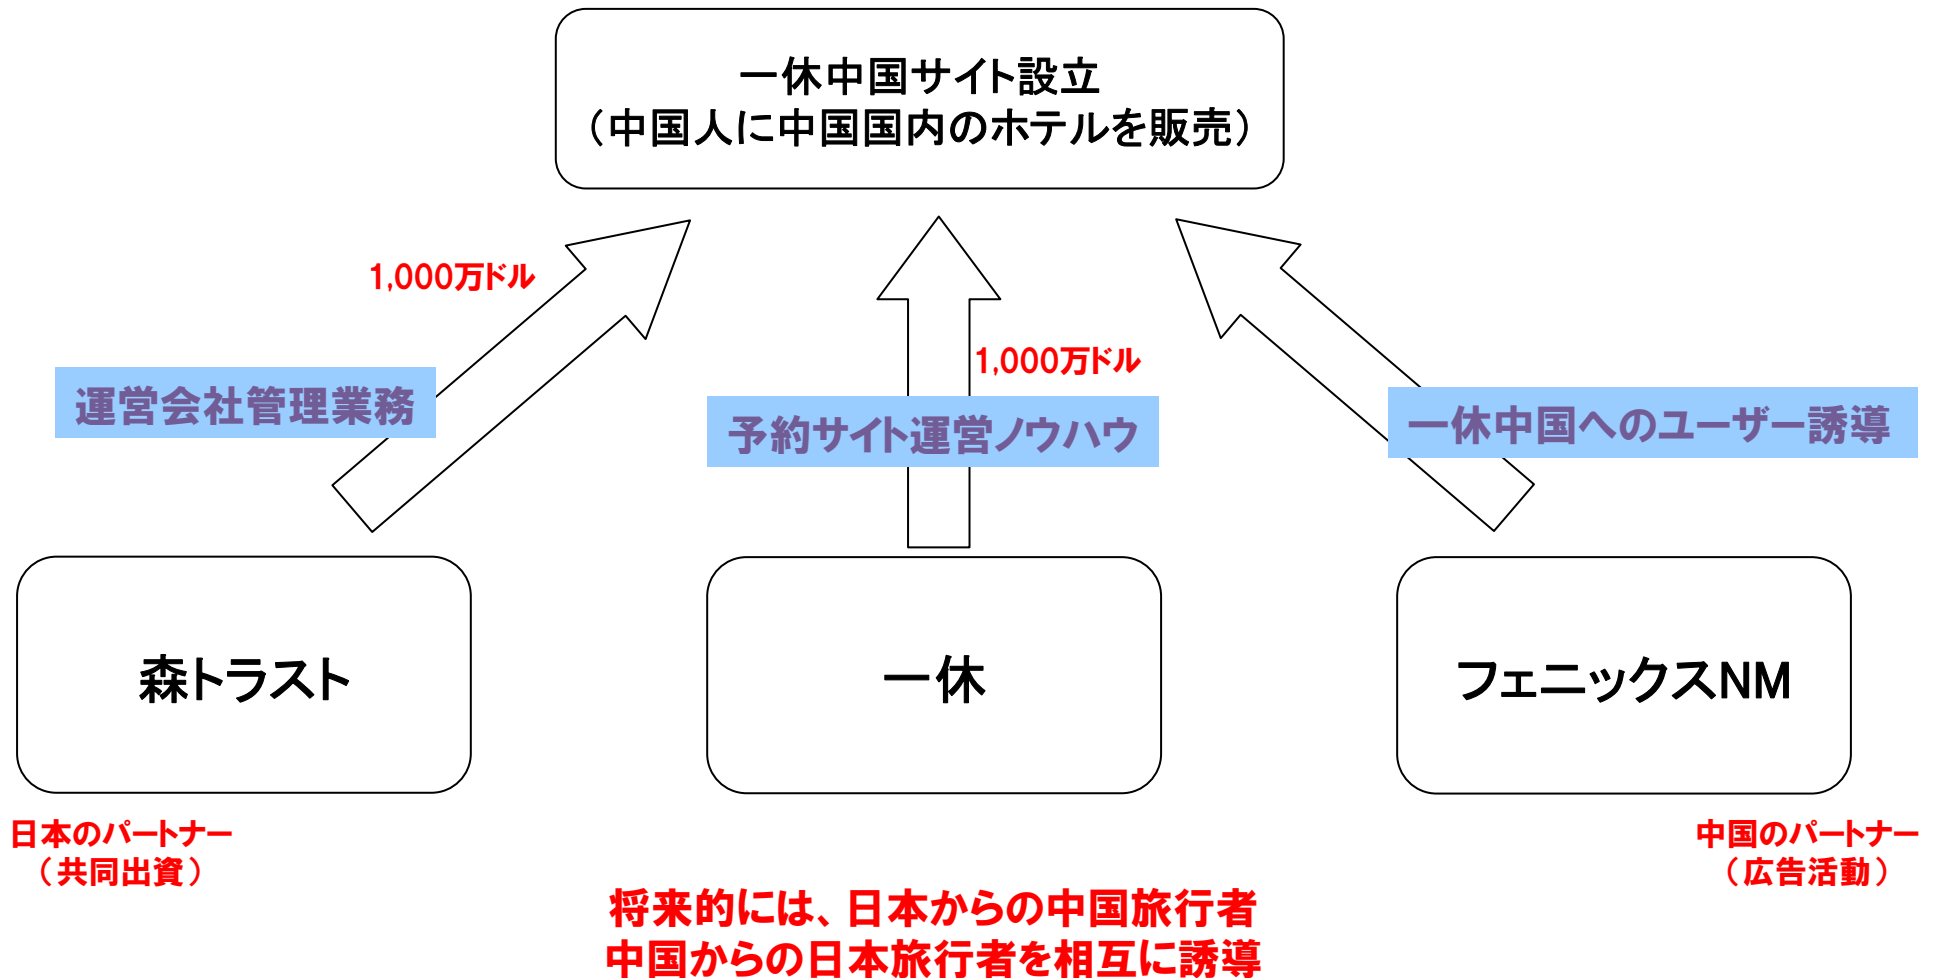 一休中国サイト設立
（中国人に中国国内のホテルを販売）
1,000万ドル
1,000万ドル
運営会社管理業務
予約サイト運営ノウハウ
一休中国へのユーザー誘導
森トラスト
一休
フェニックスNM
日本のパートナー
（共同出資）
中国のパートナー
（広告活動）
将来的には、日本からの中国旅行者
中国からの日本旅行者を相互に誘導